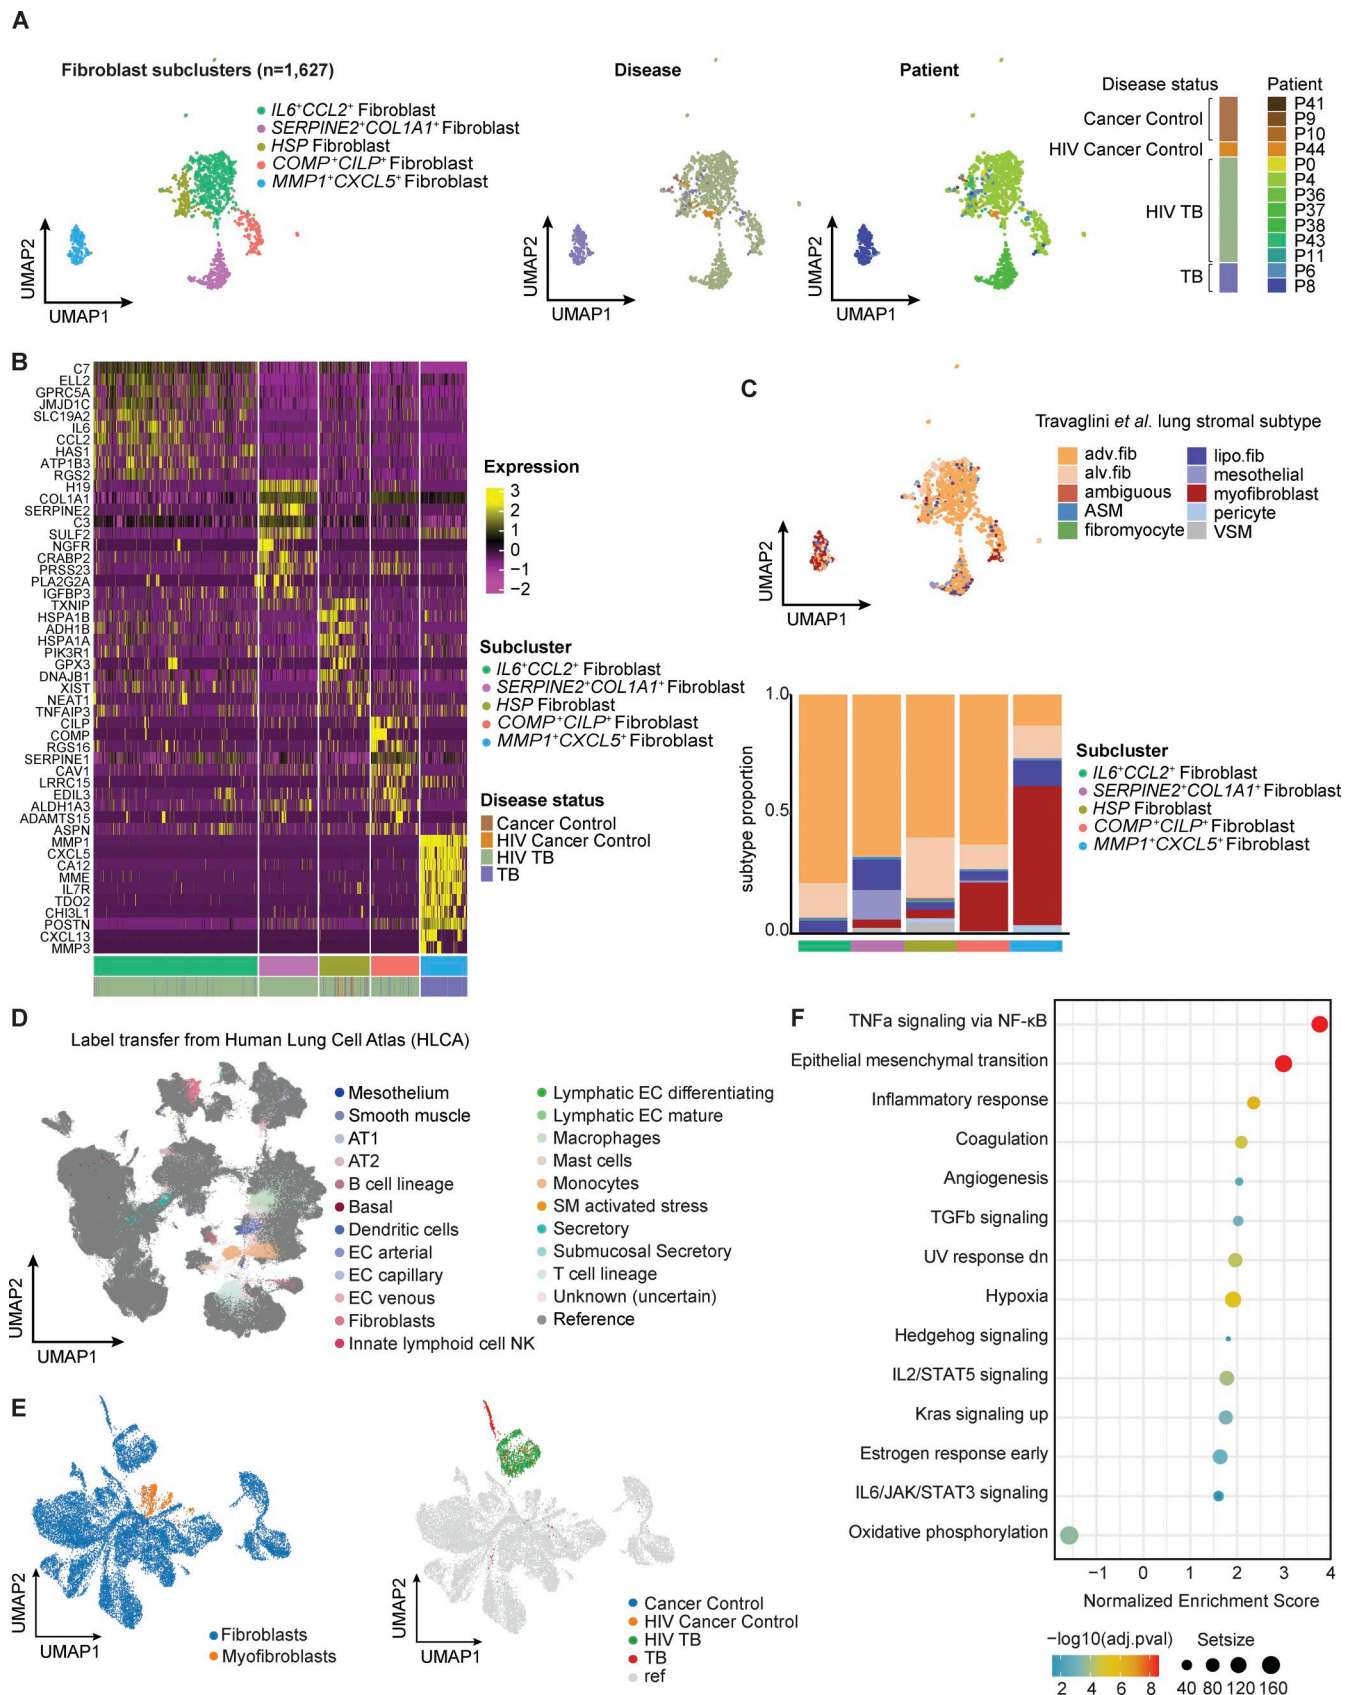 A
Fibroblast subclusters (n=1,627)
IL6+CCL2+ Fibroblast
SERPINE2+COL1A1+ Fibroblast
HSP Fibroblast
COMP+CILP+ Fibroblast
MMP1+CXCL5+ Fibroblast
UMAP2
UMAP1
Disease
UMAP2
UMAP1
Patient
UMAP2
UMAP1
Disease status
Cancer Control
HIV Cancer Control
HIV TB
TB
Patient
P41
P9
P10
P44
P0
P4
P36
P37
P38
P43
P11
P6
P8
B
C7
ELL2
GPRC5A
JMJD1C
SLC19A2
IL6
CCL2
HAS1
ATP1B3
RGS2
H19
COL1A1
SERPINE2
C3
SULF2
NGFR
CRABP2
PRSS23
PLA2G2A
IGFBP3
TXNIP
HSPA1B
ADH1B
HSPA1A
PIK3R1
GPX3
DNAJB1
XIST
NEAT1
TNFAIP3
CILP
COMP
RGS16
SERPINE1
CAV1
LRRC15
EDIL3
ALDH1A3
ADAMTS15
ASPN
MMP1
CXCL5
CA12
MME
IL7R
TDO2
CHI3L1
POSTN
CXCL13
MMP3
Expression
3
2
1
0
−1
−2
Subcluster
IL6+CCL2+ Fibroblast
SERPINE2+COL1A1+ Fibroblast
HSP Fibroblast
COMP+CILP+ Fibroblast
MMP1+CXCL5+ Fibroblast
Disease status
Cancer Control
HIV Cancer Control
HIV TB
TB
C
Travaglini et al. lung stromal subtype
adv.fib
alv.fib
ambiguous
ASM
fibromyocyte
lipo.fib
mesothelial
myofibroblast
pericyte
VSM
UMAP2
UMAP1
subtype proportion
1.0
0.5
0.0
Subcluster
IL6+CCL2+ Fibroblast
SERPINE2+COL1A1+ Fibroblast
HSP Fibroblast
COMP+CILP+ Fibroblast
MMP1+CXCL5+ Fibroblast
D
Label transfer from Human Lung Cell Atlas (HLCA)
UMAP2
UMAP1
Mesothelium
Smooth muscle
AT1
AT2
B cell lineage
Basal
Dendritic cells
EC arterial
EC capillary
EC venous
Fibroblasts
Innate lymphoid cell NK
Lymphatic EC differentiating
Lymphatic EC mature
Macrophages
Mast cells
Monocytes
SM activated stress
Secretory
Submucosal Secretory
T cell lineage
Unknown (uncertain)
Reference
E
UMAP2
UMAP1
Fibroblasts
Myofibroblasts
UMAP2
UMAP1
Cancer Control
HIV Cancer Control
HIV TB
TB
ref
F
TNFa signaling via NF-κB
Epithelial mesenchymal transition
Inflammatory response
Coagulation
Angiogenesis
TGFb signaling
UV response dn
Hypoxia
Hedgehog signaling
IL2/STAT5 signaling
Kras signaling up
Estrogen response early
IL6/JAK/STAT3 signaling
Oxidative phosphorylation
−1 0 1 2 3 4
Normalized Enrichment Score
−log10(adj.pval)
2 4 6 8
Setsize
40 80 120 160